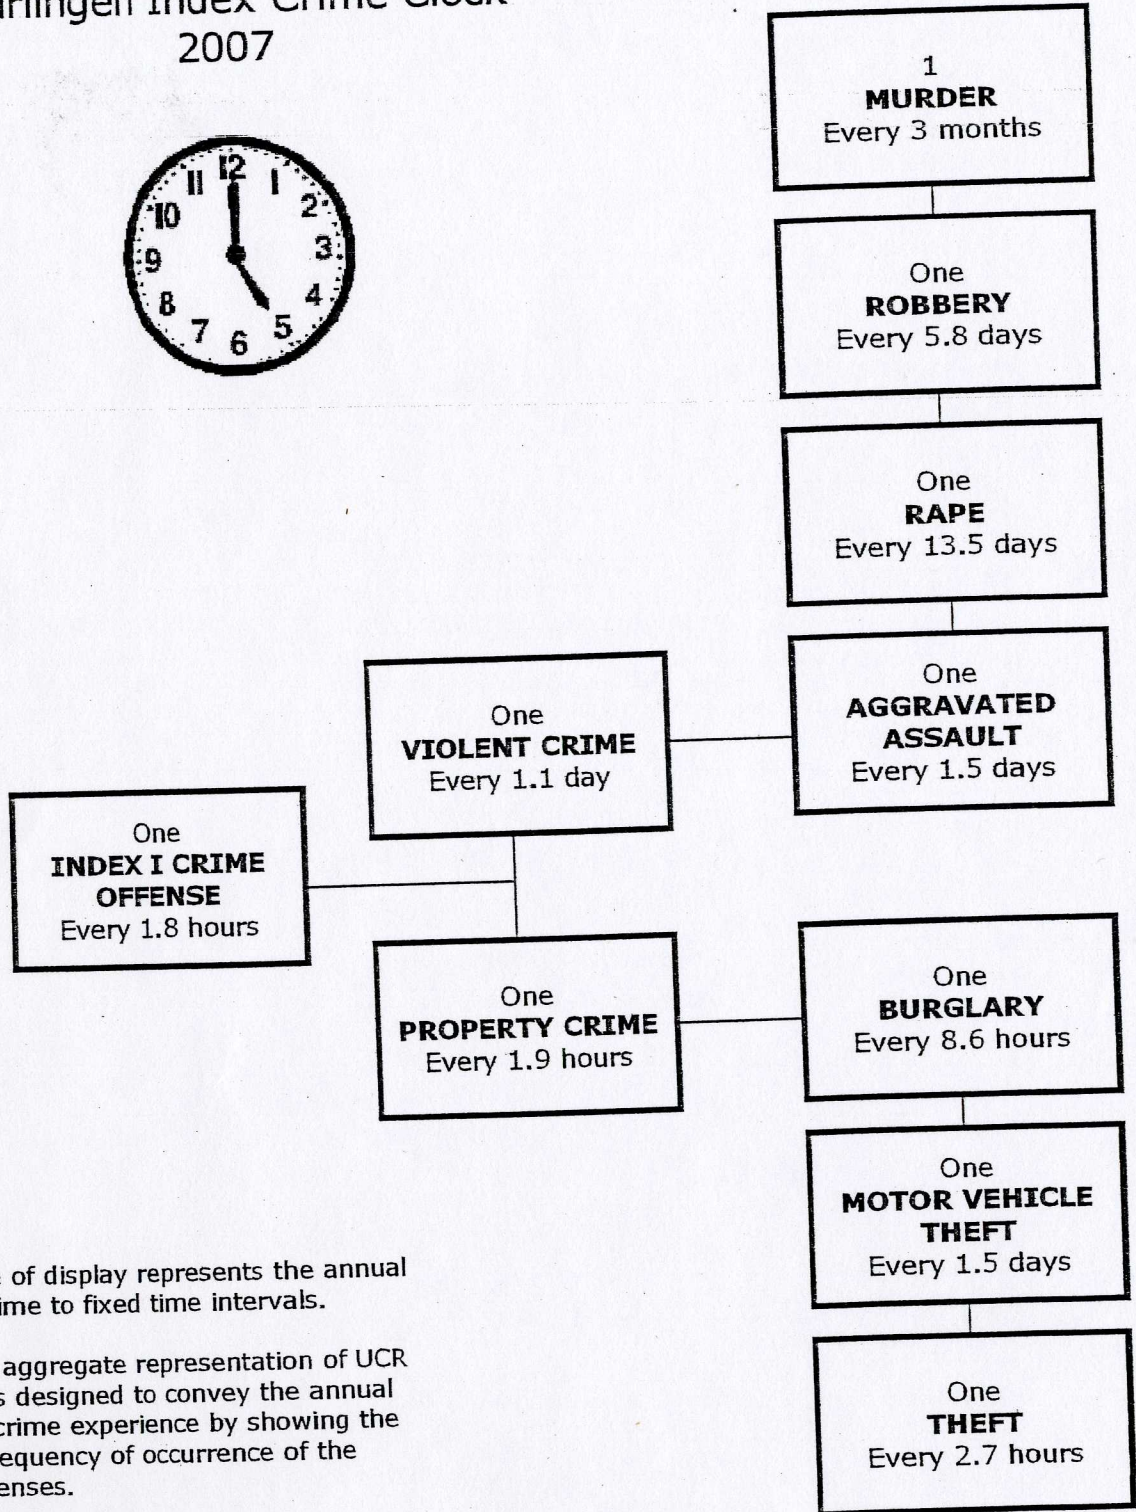 Index Crime Clock
2007
12
1
2
3
4
5
6
7
8
9
10
11
1
MURDER
Every 3 months
One
ROBBERY
Every 5.8 days
One
RAPE
Every 13.5 days
One
AGGRAVATED
ASSAULT
Every 1.5 days
One
VIOLENT CRIME
Every 1.1 day
One
INDEX I CRIME
OFFENSE
Every 1.8 hours
One
PROPERTY CRIME
Every 1.9 hours
One
BURGLARY
Every 8.6 hours
One
MOTOR VEHICLE
THEFT
Every 1.5 days
One
THEFT
Every 2.7 hours
of display represents the annual
to fixed time intervals.
aggregate representation of UCR
designed to convey the annual
crime experience by showing the
of occurrence of the